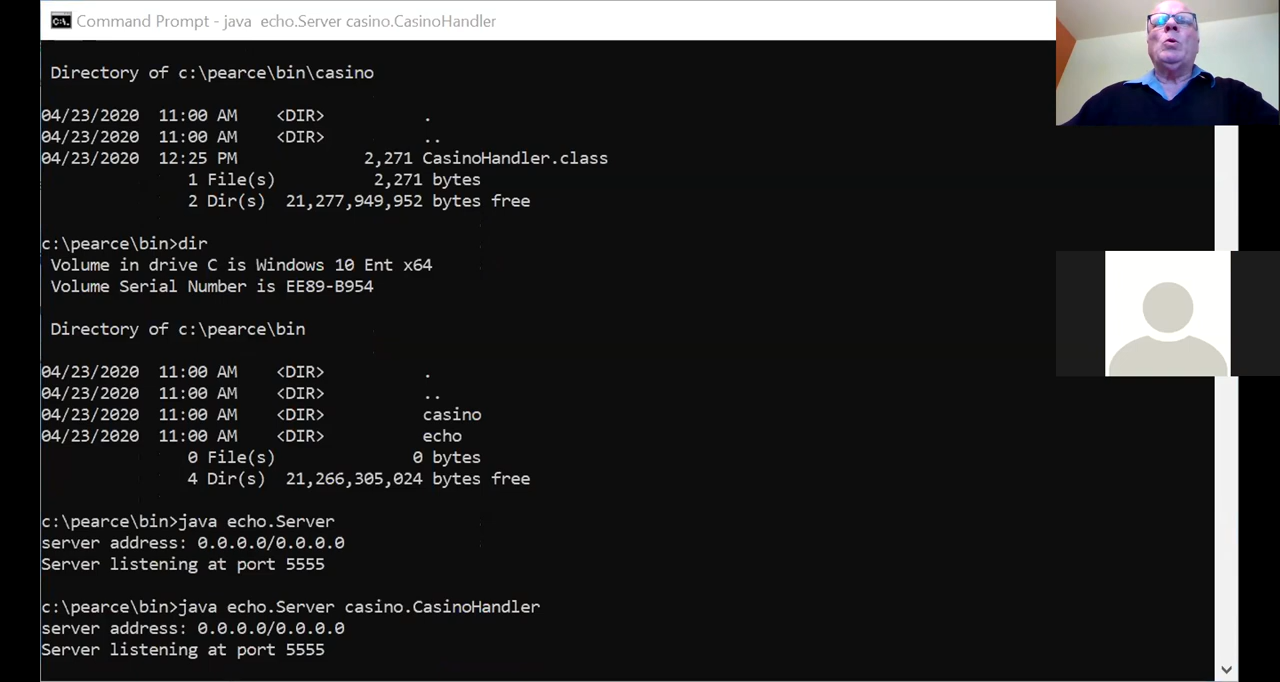 Command Prompt - java echo.Server casino.CasinoHandler
Directory of c:\pearce\bin\casino
04/23/2020 11:00 AM <DIR> .
04/23/2020 11:00 AM <DIR> ..
04/23/2020 12:25 PM 2,271 CasinoHandler.class
1 File(s) 2,271 bytes
2 Dir(s) 21,277,949,952 bytes free
c:\pearce\bin>dir
Volume in drive C is Windows 10 Ent x64
Volume Serial Number is EE89-B954
Directory of c:\pearce\bin
04/23/2020 11:00 AM <DIR> .
04/23/2020 11:00 AM <DIR> ..
04/23/2020 11:00 AM <DIR> casino
04/23/2020 11:00 AM <DIR> echo
0 File(s) 0 bytes
4 Dir(s) 21,266,305,024 bytes free
c:\pearce\bin>java echo.Server
server address: 0.0.0.0/0.0.0.0
Server listening at port 5555
c:\pearce\bin>java echo.Server casino.CasinoHandler
server address: 0.0.0.0/0.0.0.0
Server listening at port 5555